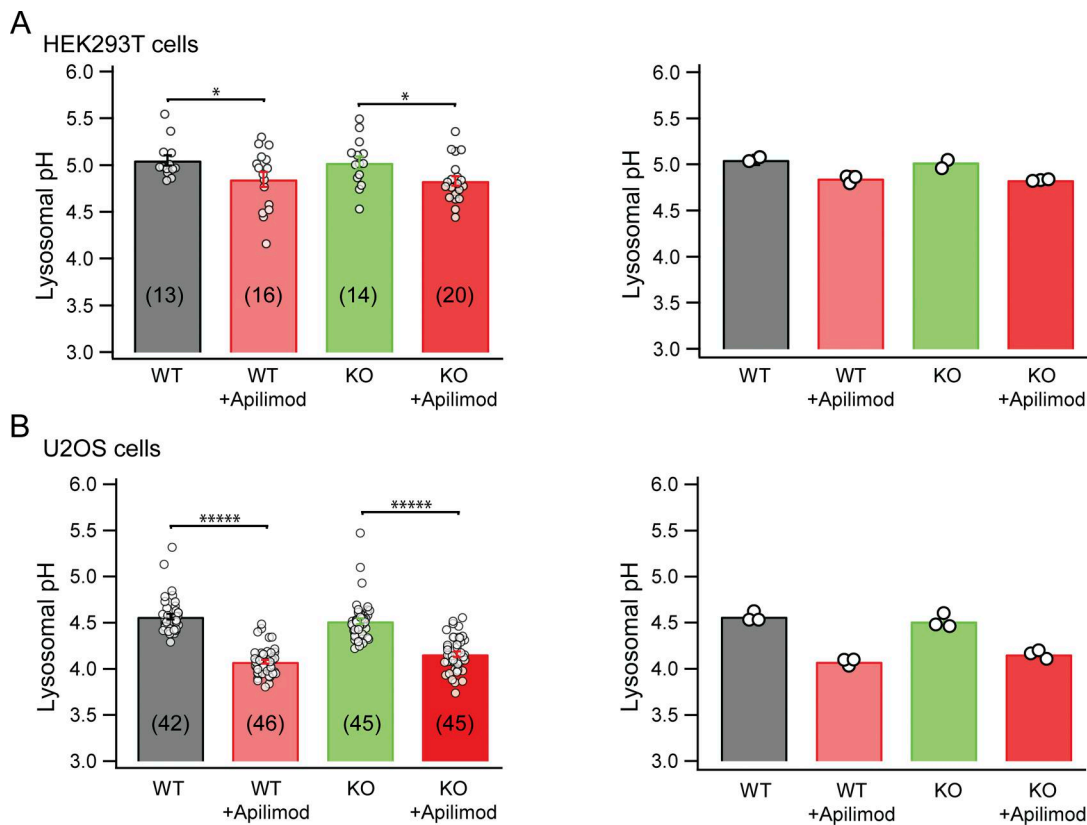 A
HEK293T cells
Lysosomal pH
6.0
5.5
5.0
4.5
4.0
3.5
3.0
*
*
(13)
(16)
(14)
(20)
WT
WT
+Apilimod
KO
KO
+Apilimod
Lysosomal pH
6.0
5.5
5.0
4.5
4.0
3.5
3.0
WT
WT
+Apilimod
KO
KO
+Apilimod
B
U2OS cells
Lysosomal pH
6.0
5.5
5.0
4.5
4.0
3.5
3.0
*****
*****
(42)
(46)
(45)
(45)
WT
WT
+Apilimod
KO
KO
+Apilimod
Lysosomal pH
6.0
5.5
5.0
4.5
4.0
3.5
3.0
WT
WT
+Apilimod
KO
KO
+Apilimod